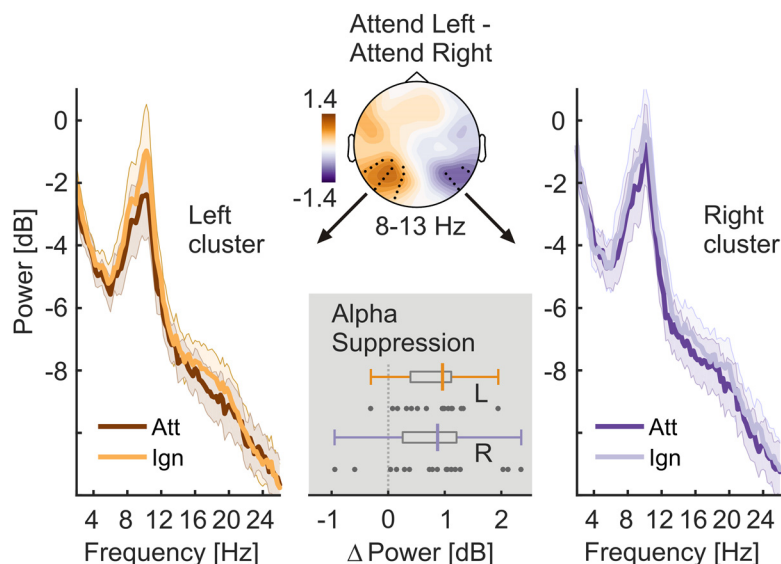 Attend Left -
Attend Right
1.4
-1.4
8-13 Hz
0
-2
-4
-6
-8
Power [dB]
Left
cluster
Att
Ign
4 8 12 16 20 24
Frequency [Hz]
Alpha
Suppression
L
R
-1 0 1 2
Δ Power [dB]
0
-2
-4
-6
-8
Right
cluster
Att
Ign
4 8 12 16 20 24
Frequency [Hz]